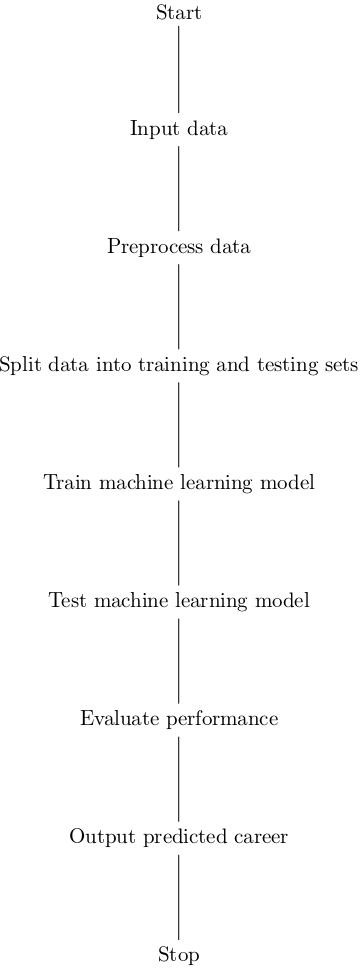 Start
Input data
Preprocess data
Split data into training and testing sets
Train machine learning model
Test machine learning model
Evaluate performance
Output predicted career
Stop